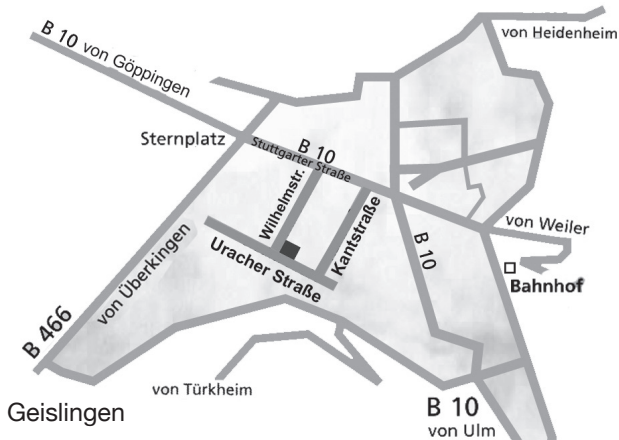 von Heidenheim
B 10 von Göppingen
Sternplatz
B 10
Stuttgarter Straße
Wilhelmstr.
Kantstraße
von Weiler
Uracher Straße
B 10
Bahnhof
von Überkingen
B 466
von Türkheim
Geislingen
B 10
von Ulm